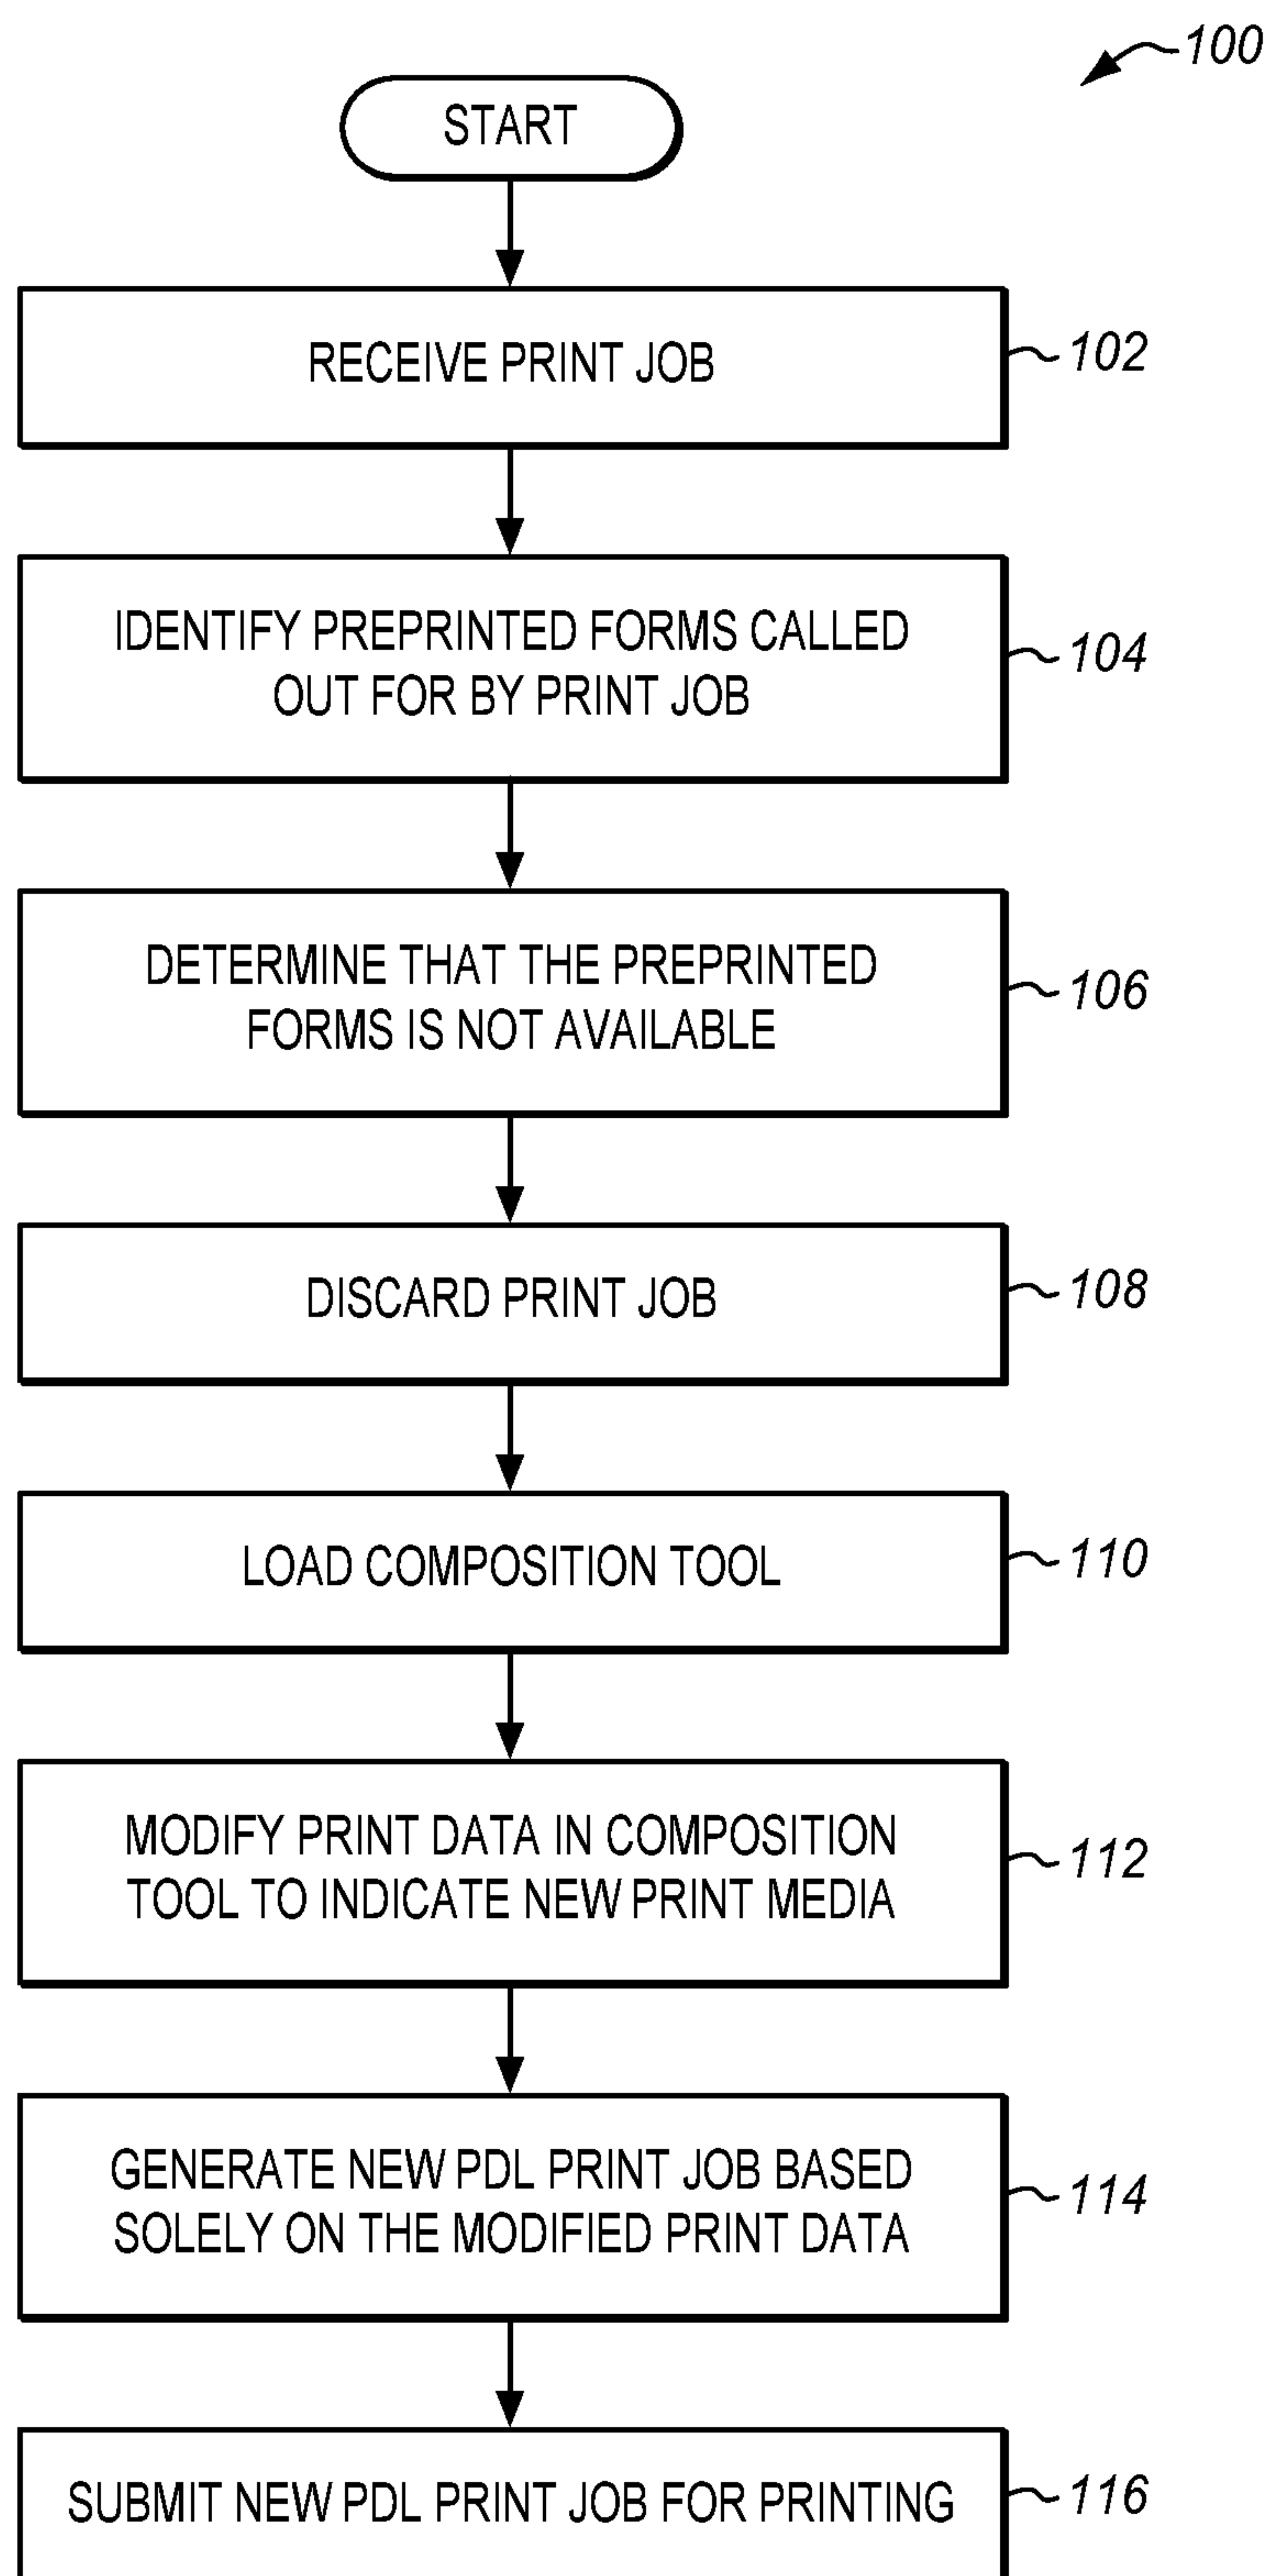 100
START
RECEIVE PRINT JOB
102
IDENTIFY PREPRINTED FORMS CALLED
OUT FOR BY PRINT JOB
104
DETERMINE THAT THE PREPRINTED
FORMS IS NOT AVAILABLE
106
DISCARD PRINT JOB
108
LOAD COMPOSITION TOOL
110
MODIFY PRINT DATA IN COMPOSITION
TOOL TO INDICATE NEW PRINT MEDIA
112
GENERATE NEW PDL PRINT JOB BASED
SOLELY ON THE MODIFIED PRINT DATA
114
SUBMIT NEW PDL PRINT JOB FOR PRINTING
116